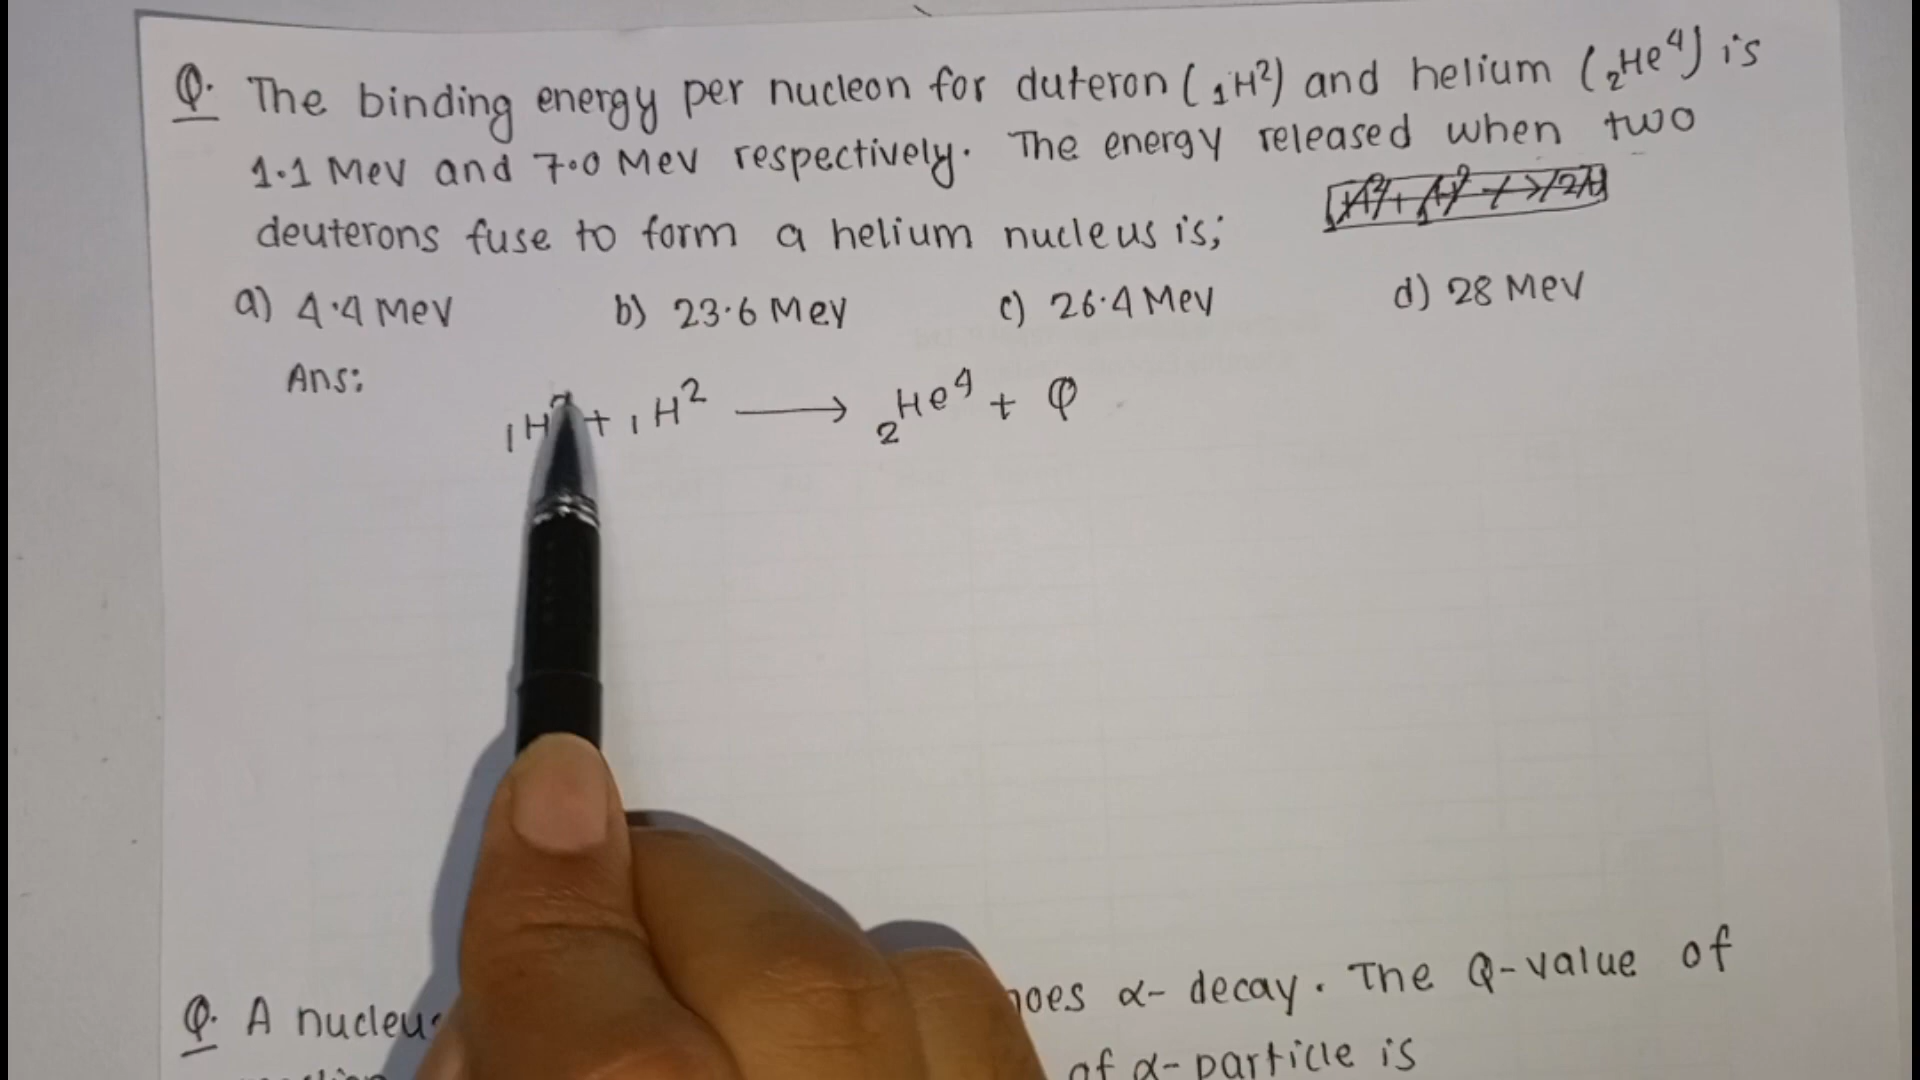 Q. The binding energy per nucleon for duteron (₁H²) and helium (₂He⁴) is
1.1 Mev and 7.0 Mev respectively. The energy released when two
deuterons fuse to form a helium nucleus is;
a) 4.4 Mev b) 23.6 Mev c) 26.4 Mev d) 28 Mev
Ans:
₁H² + ₁H² → ₂He⁴ + Q
Q. A nucleus α- decay. The Q-value of
of α-particle is